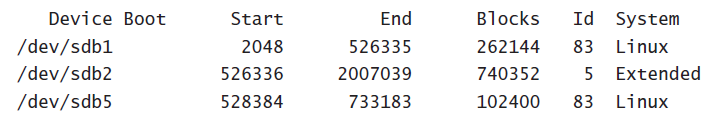 Device Boot Start End Blocks Id System
/dev/sdb1 2048 526335 262144 83 Linux
/dev/sdb2 526336 2007039 740352 5 Extended
/dev/sdb5 528384 733183 102400 83 Linux